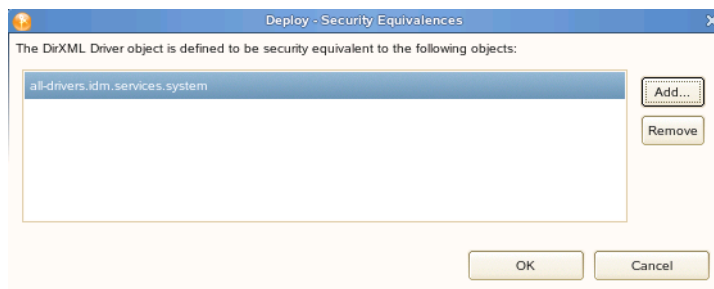 Deploy - Security Equivalences
The DirXML Driver object is defined to be security equivalent to the following objects:
all-drivers.idm.services.system
Add...
Remove
OK
Cancel